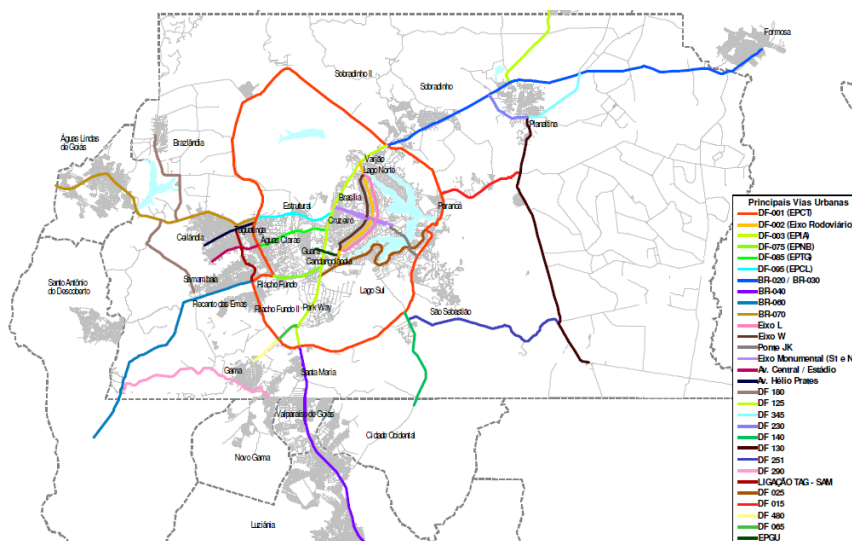 Formosa
Sobradinho II
Sobradinho
Planaltina
Águas Lindas
de Goiás
Brazlândia
Varjão
Lago Norte
Brasília
Paranoá
Estrutural
Cruzeiro
Taguatinga
Águas Claras
Ceilândia
Guará
Candangolândia
Samambaia
Riacho Fundo
Lago Sul
Santo Antônio
do Descoberto
Recanto das Emas
Riacho Fundo II
Park Way
São Sebastião
Gama
Santa Maria
Valparaíso de Goiás
Cidade Ocidental
Novo Gama
Luziânia
Principais Vias Urbanas
DF-001 (EPCT)
DF-002 (Eixo Rodoviário)
DF-003 (EPIA)
DF-075 (EPNB)
DF-085 (EPTG)
DF-095 (EPCL)
BR-020 / BR-030
BR-040
BR-060
BR-070
Eixo L
Eixo W
Ponte JK
Eixo Monumental (S1 e N
Av. Central / Estádio
Av. Hélio Prates
DF 180
DF 125
DF 345
DF 230
DF 140
DF 130
DF 251
DF 290
LIGAÇÃO TAG - SAM
DF 025
DF 015
DF 480
DF 065
EPGU